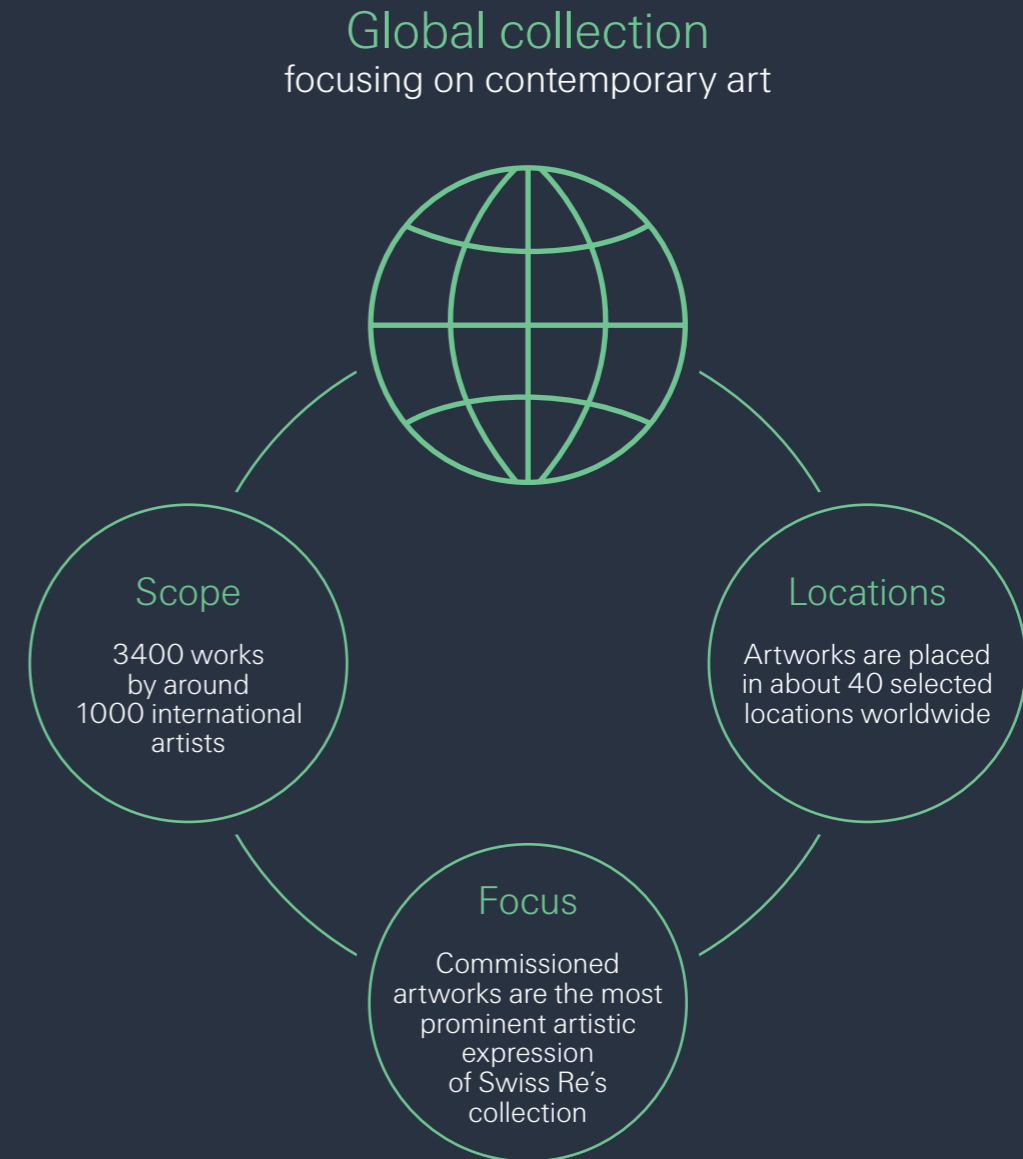 Global collection
focusing on contemporary art
Scope
3400 works
by around
1000 international
artists
Locations
Artworks are placed
in about 40 selected
locations worldwide
Focus
Commissioned
artworks are the most
prominent artistic
expression
of Swiss Re´s
collection